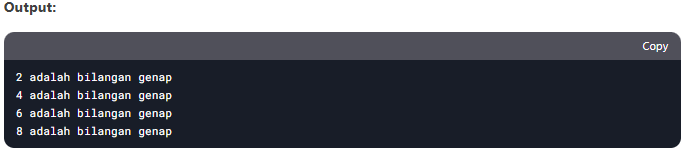 Output:
Copy
2 adalah bilangan genap
4 adalah bilangan genap
6 adalah bilangan genap
8 adalah bilangan genap